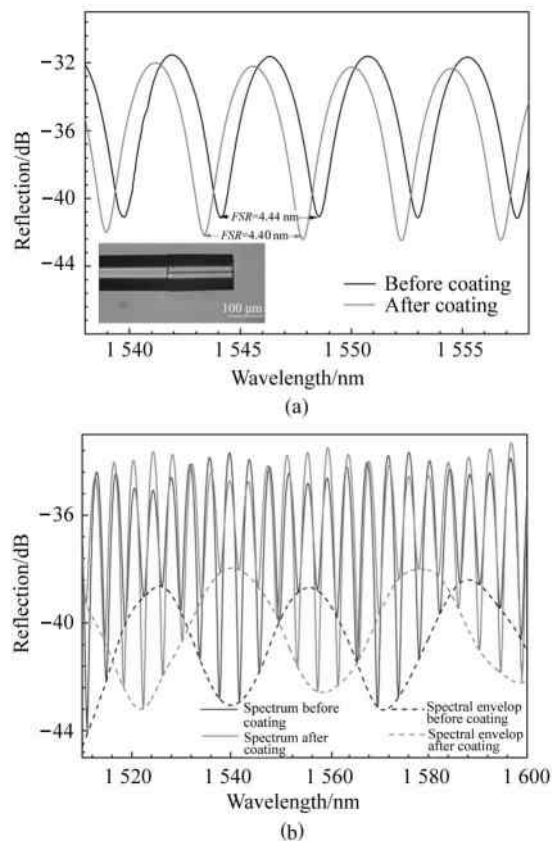 −32
−36
−40
−44
Reflection/dB
FSR=4.44 nm
FSR=4.40 nm
100 μm
Before coating
After coating
1 540
1 545
1 550
1 555
Wavelength/nm
(a)
−36
−40
−44
Reflection/dB
Spectrum before
coating
Spectrum after
coating
Spectral envelop
before coating
Spectral envelop
after coating
1 520
1 540
1 560
1 580
1 600
Wavelength/nm
(b)